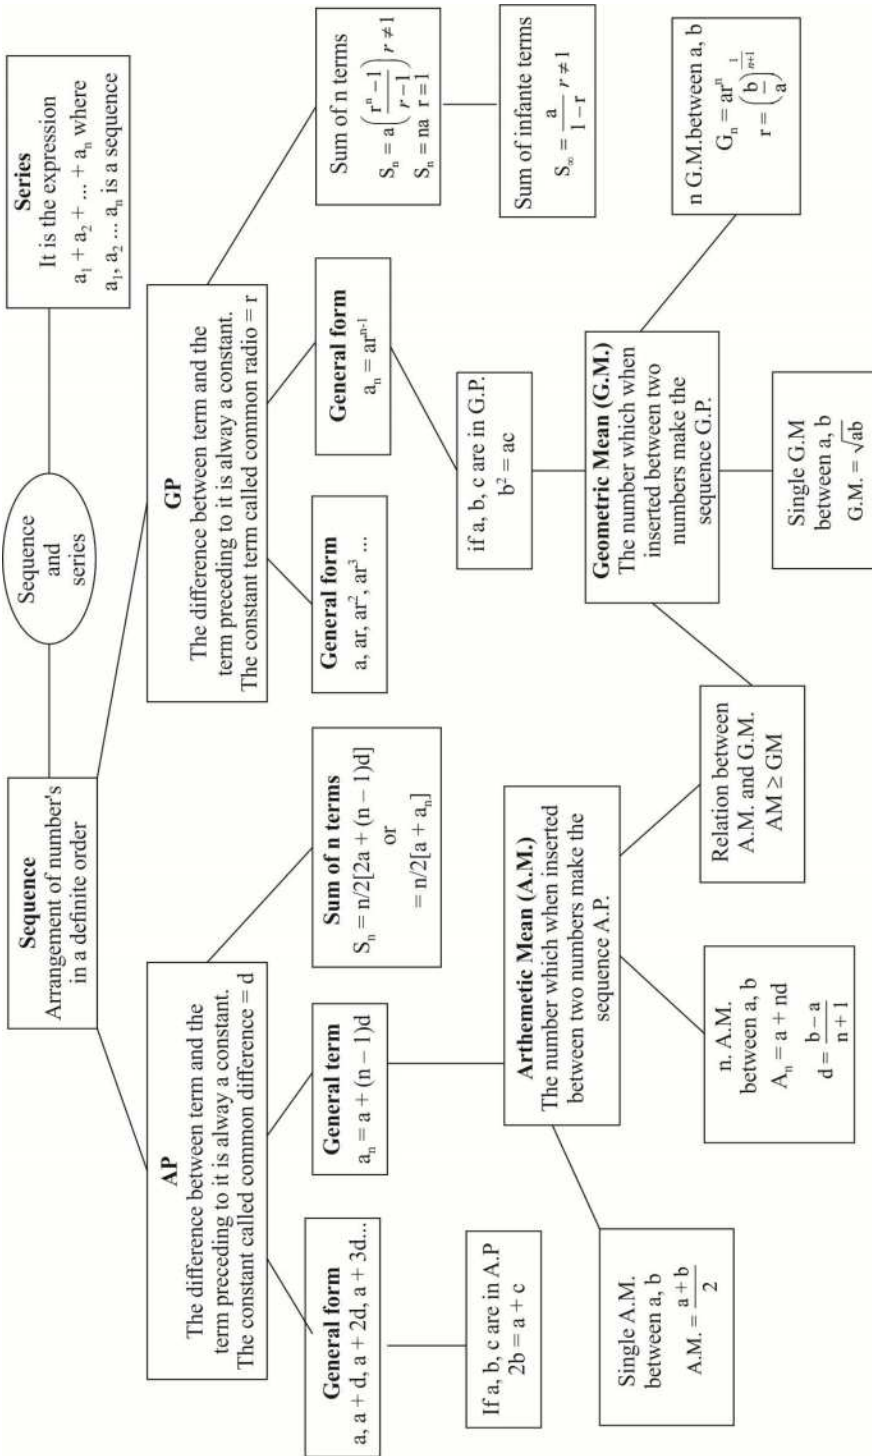 Sequence
and
series
Sequence
Arrangement of number's
in a definite order
Series
It is the expression
a₁ + a₂ + ... + aₙ where
a₁, a₂ ... aₙ is a sequence
AP
The difference between term and the
term preceding to it is alway a constant.
The constant called common difference = d
GP
The difference between term and the
term preceding to it is alway a constant.
The constant term called common radio = r
General form
a, a + d, a + 2d, a + 3d...
General term
aₙ = a + (n – 1)d
Sum of n terms
Sₙ = n/2[2a + (n – 1)d]
or
= n/2[a + aₙ]
General form
a, ar, ar², ar³ ...
General form
aₙ = arⁿ⁻¹
Sum of n terms
Sₙ = a((rⁿ – 1)/(r – 1)) r ≠ 1
Sₙ = na r = 1
If a, b, c are in A.P
2b = a + c
if a, b, c are in G.P.
b² = ac
Sum of infante terms
S∞ = a/(1 – r) r ≠ 1
Arthemetic Mean (A.M.)
The number which when inserted
between two numbers make the
sequence A.P.
Geometric Mean (G.M.)
The number which when
inserted between two
numbers make the
sequence G.P.
Single A.M.
between a, b
A.M. = (a + b)/2
n. A.M.
between a, b
Aₙ = a + nd
d = (b – a)/(n + 1)
Relation between
A.M. and G.M.
AM ≥ GM
Single G.M
between a, b
G.M. = √ab
n G.M.between a, b
Gₙ = arⁿ
r = (b/a)^(1/(n+1))